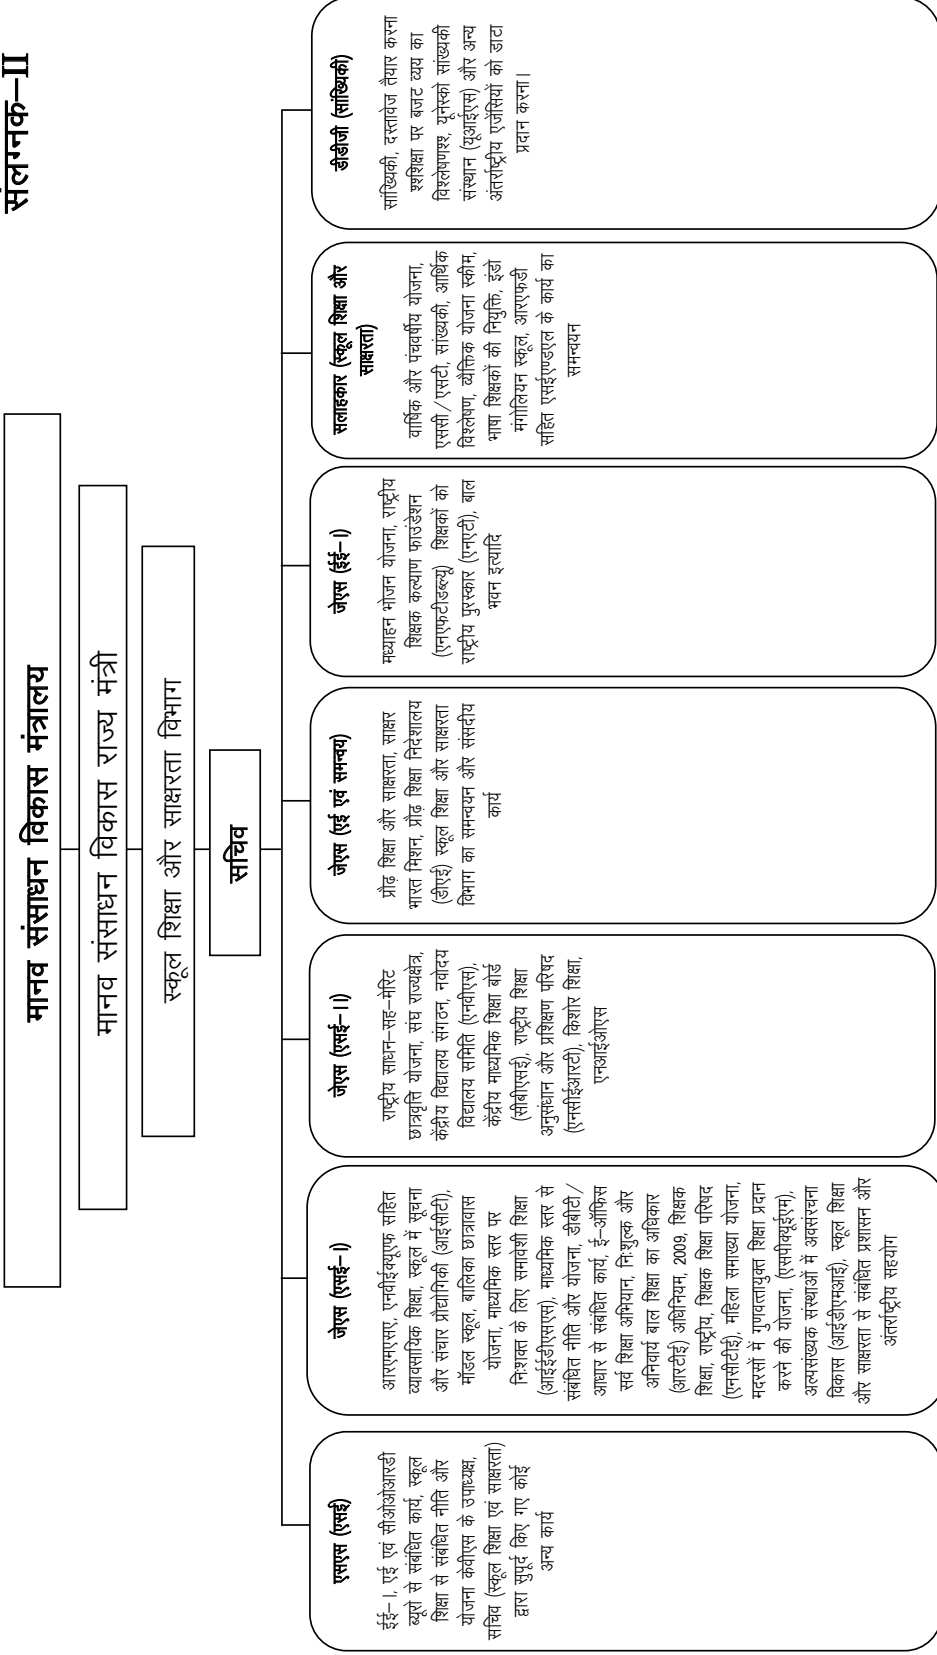 संलग्नक–II
मानव संसाधन विकास मंत्रालय
मानव संसाधन विकास राज्य मंत्री
स्कूल शिक्षा और साक्षरता विभाग
सचिव
एसएस (एसई)
ईई–I, एई एवं सीओओआरडी
ब्यूरो से संबंधित कार्य, स्कूल
शिक्षा से संबंधित नीति और
योजना केवीएस के उपाध्यक्ष,
सचिव (स्कूल शिक्षा एवं साक्षरता)
द्वारा सुपूर्द किए गए कोई
अन्य कार्य
जेएस (एसई–I)
आरएमएसए, एनवीईक्यूएफ सहित
व्यावसायिक शिक्षा, स्कूल में सूचना
और संचार प्रौद्योगिकी (आईसीटी),
मॉडल स्कूल, बालिका छात्रावास
योजना, माध्यमिक स्तर पर
निःशक्त के लिए समावेशी शिक्षा
(आईईडीएसएस), माध्यमिक स्तर से
संबंधित नीति और योजना, डीबीटी/
आधार से संबंधित कार्य, ई–ऑफिस
सर्व शिक्षा अभियान, निःशुल्क और
अनिवार्य बाल शिक्षा का अधिकार
(आरटीई) अधिनियम, 2009, शिक्षक
शिक्षा, राष्ट्रीय, शिक्षक शिक्षा परिषद
(एनसीटीई), महिला समाख्या योजना,
मदरसों में गुणवत्तायुक्त शिक्षा प्रदान
करने की योजना, (एसपीक्यूईएम),
अल्पसंख्यक संस्थाओं में अवसंरचना
विकास (आईडीएमआई), स्कूल शिक्षा
और साक्षरता से संबंधित प्रशासन और
अंतर्राष्ट्रीय सहयोग
जेएस (एसई–II)
राष्ट्रीय साधन–सह–मेरिट
छात्रवृत्ति योजना, संघ राज्यक्षेत्र,
केंद्रीय विद्यालय संगठन, नवोदय
विद्यालय समिति (एनवीएस),
केंद्रीय माध्यमिक शिक्षा बोर्ड
(सीबीएसई), राष्ट्रीय शिक्षा
अनुसंधान और प्रशिक्षण परिषद
(एनसीईआरटी), किशोर शिक्षा,
एनआईओएस
जेएस (एई एवं समन्वय)
प्रौढ़ शिक्षा और साक्षरता, साक्षर
भारत मिशन, प्रौढ़ शिक्षा निदेशालय
(डीएई) स्कूल शिक्षा और साक्षरता
विभाग का समन्वयन और संसदीय
कार्य
जेएस (ईई–I)
मध्याहन भोजन योजना, राष्ट्रीय
शिक्षक कल्याण फाउंडेशन
(एनएफटीडब्ल्यू) शिक्षकों को
राष्ट्रीय पुरस्कार (एनएटी), बाल
भवन इत्यादि
सलाहकार (स्कूल शिक्षा और
साक्षरता)
वार्षिक और पंचवर्षीय योजना,
एससी/एसटी, सांख्यकी, आर्थिक
विश्लेषण, व्यैक्तिक योजना स्कीम,
भाषा शिक्षकों की नियुक्ति, इंडो
मंगोलियन स्कूल, आरएफडी
सहित एसईएण्डएल के कार्य का
समन्वयन
डीडीजी (सांख्यिकी)
सांख्यिकी, दस्तावेज तैयार करना
श्शिक्षा पर बजट व्यय का
विश्लेषणश्, यूनेस्को सांख्यकी
संस्थान (यूआईएस) और अन्य
अंतर्राष्ट्रीय एजेंसियों को डाटा
प्रदान करना।